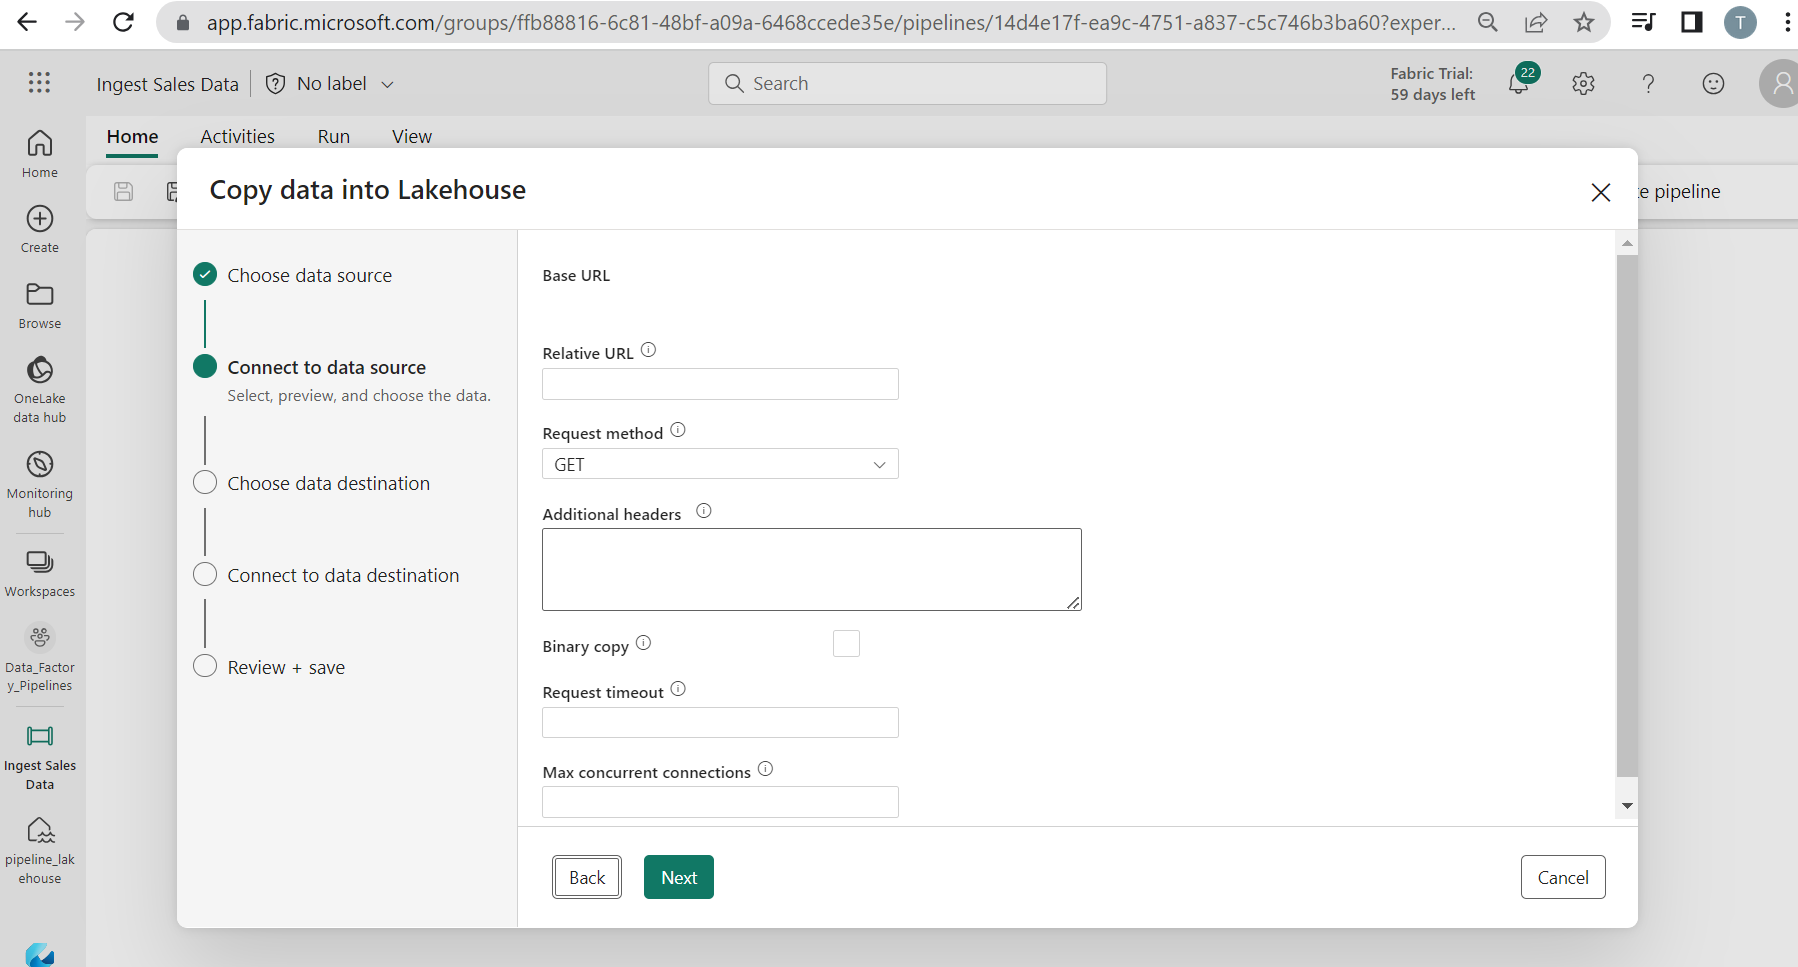 app.fabric.microsoft.com/groups/ffb88816-6c81-48bf-a09a-6468ccede35e/pipelines/14d4e17f-ea9c-4751-a837-c5c746b3ba60?exper...
T
Ingest Sales Data
No label
Search
Fabric Trial:
59 days left
22
Home
Activities
Run
View
Home
Create
Browse
OneLake
data hub
Monitoring
hub
Workspaces
Data_Factor
y_Pipelines
Ingest Sales
Data
pipeline_lak
ehouse
pipeline
Copy data into Lakehouse
Choose data source
Connect to data source
Select, preview, and choose the data.
Choose data destination
Connect to data destination
Review + save
Base URL
Relative URL
Request method
GET
Additional headers
Binary copy
Request timeout
Max concurrent connections
Back
Next
Cancel